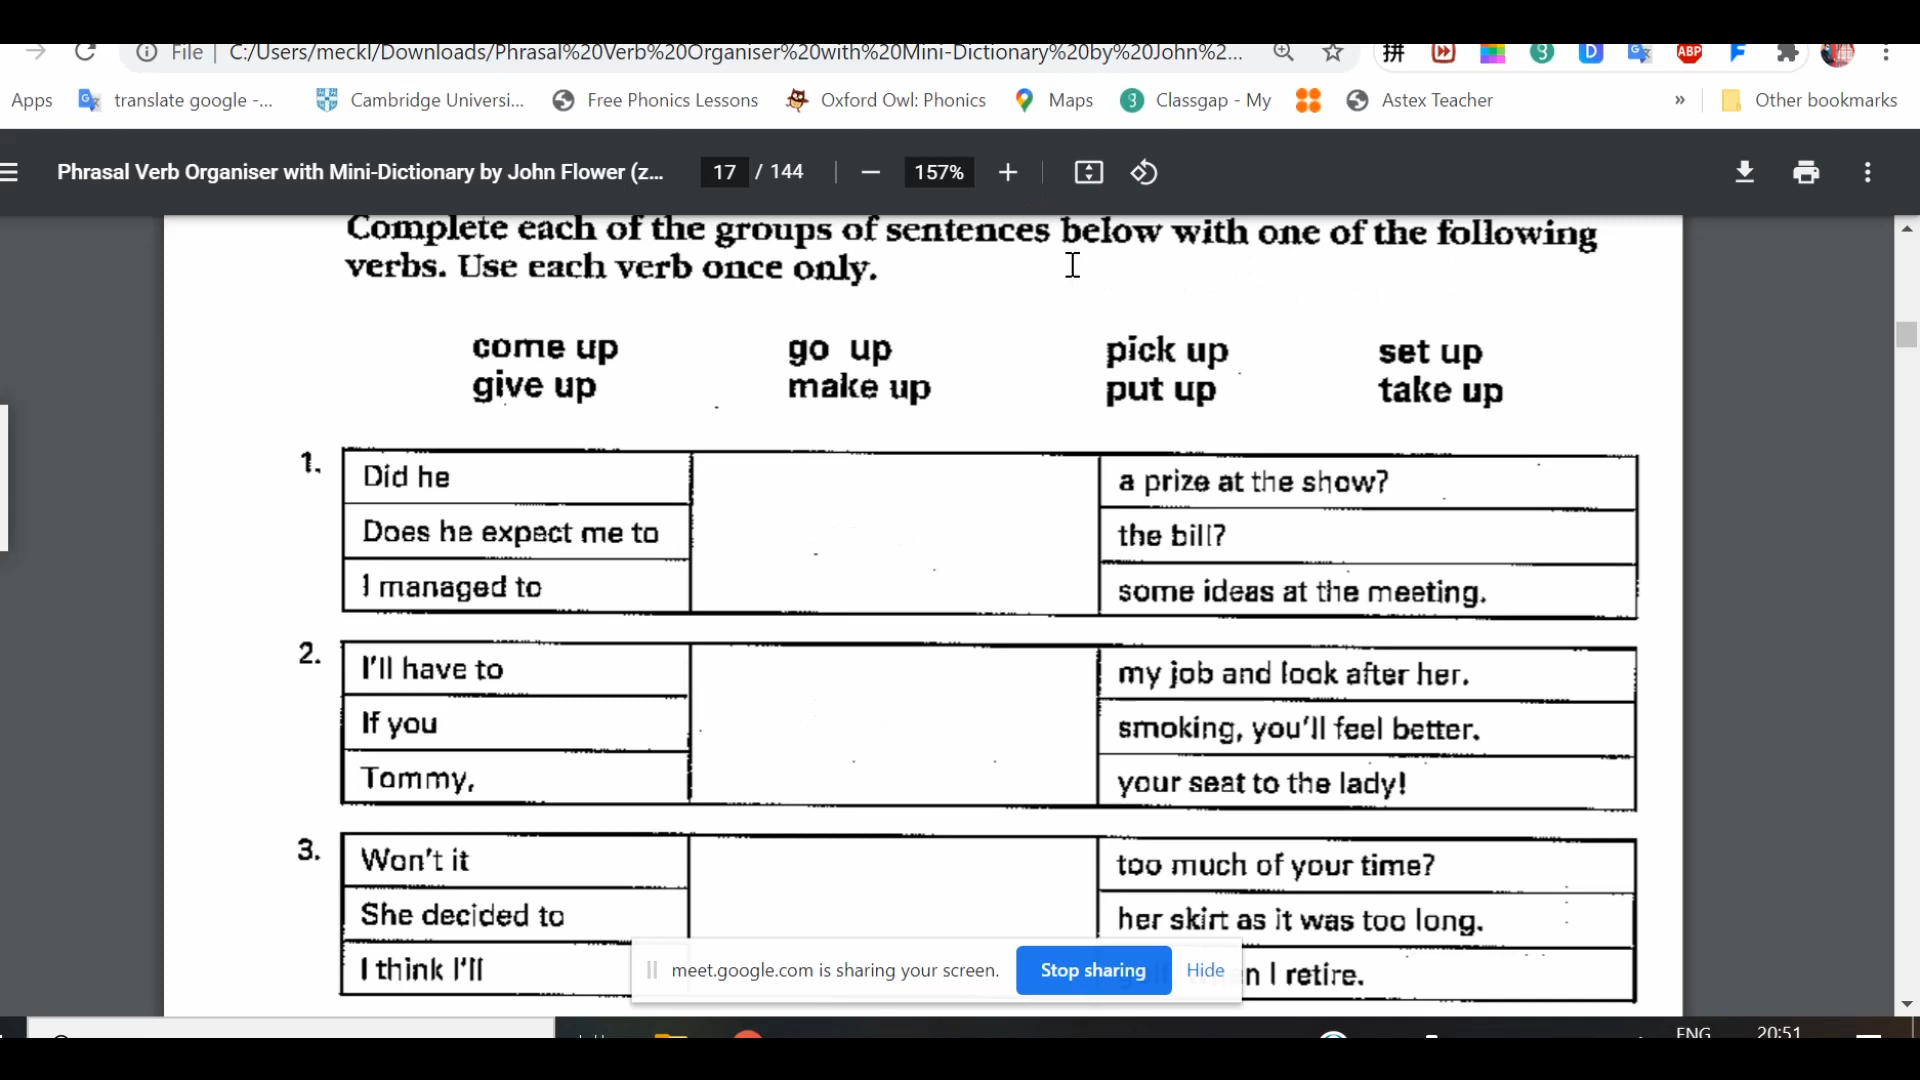 File | C:/Users/meckl/Downloads/Phrasal%20Verb%20Organiser%20with%20Mini-Dictionary%20by%20John%2...
拼 D ABP F
Apps translate google -... Cambridge Universi... Free Phonics Lessons Oxford Owl: Phonics Maps Classgap - My Astex Teacher » Other bookmarks
Phrasal Verb Organiser with Mini-Dictionary by John Flower (z... 17 / 144 — 157% +
Complete each of the groups of sentences below with one of the following
verbs. Use each verb once only.
come up go up pick up set up
give up make up put up take up
1. Did he a prize at the show?
Does he expect me to the bill?
I managed to some ideas at the meeting.
2. I'll have to my job and look after her.
If you smoking, you'll feel better.
Tommy, your seat to the lady!
3. Won't it too much of your time?
She decided to her skirt as it was too long.
I think I'll I retire.
meet.google.com is sharing your screen. Stop sharing Hide
ENG 20:51